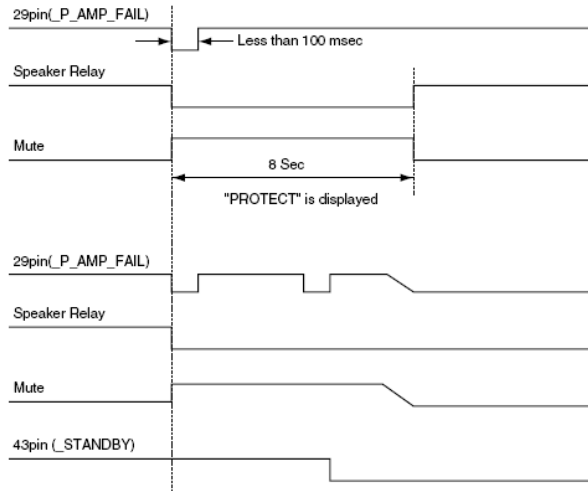 29pin(_P_AMP_FAIL)
Less than 100 msec
Speaker Relay
Mute
8 Sec
"PROTECT" is displayed
29pin(_P_AMP_FAIL)
Speaker Relay
Mute
43pin (_STANDBY)